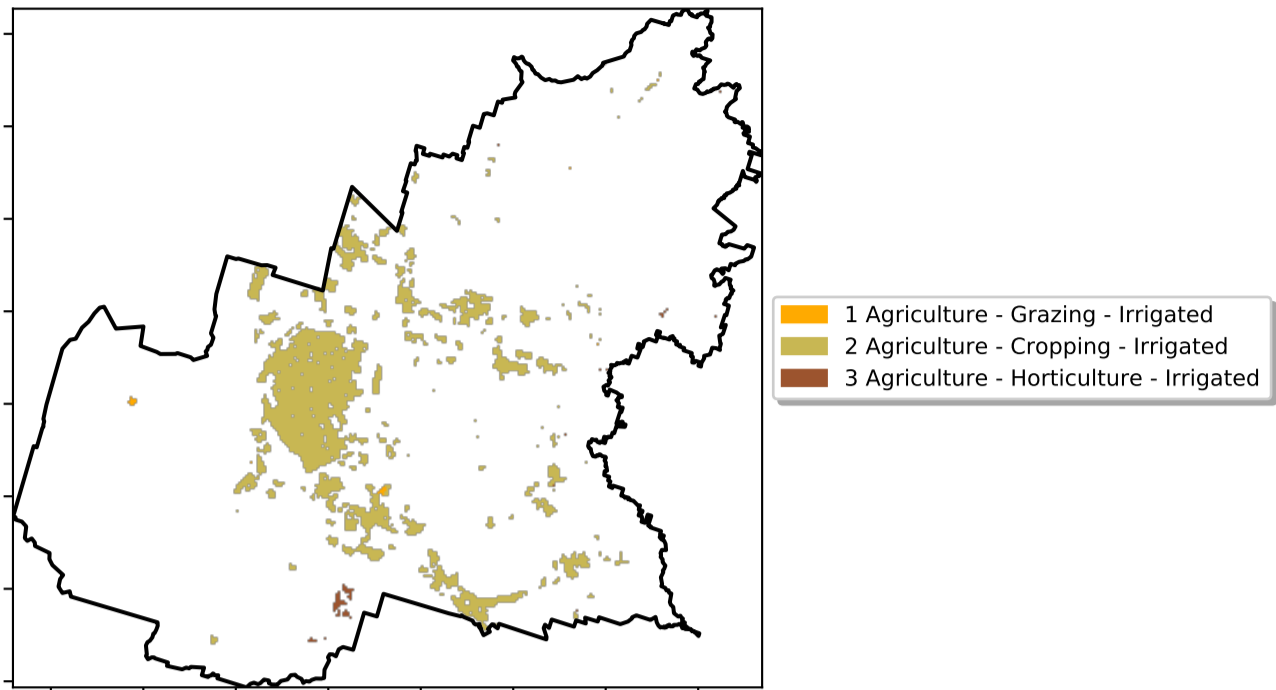 1 Agriculture - Grazing - Irrigated
2 Agriculture - Cropping - Irrigated
3 Agriculture - Horticulture - Irrigated